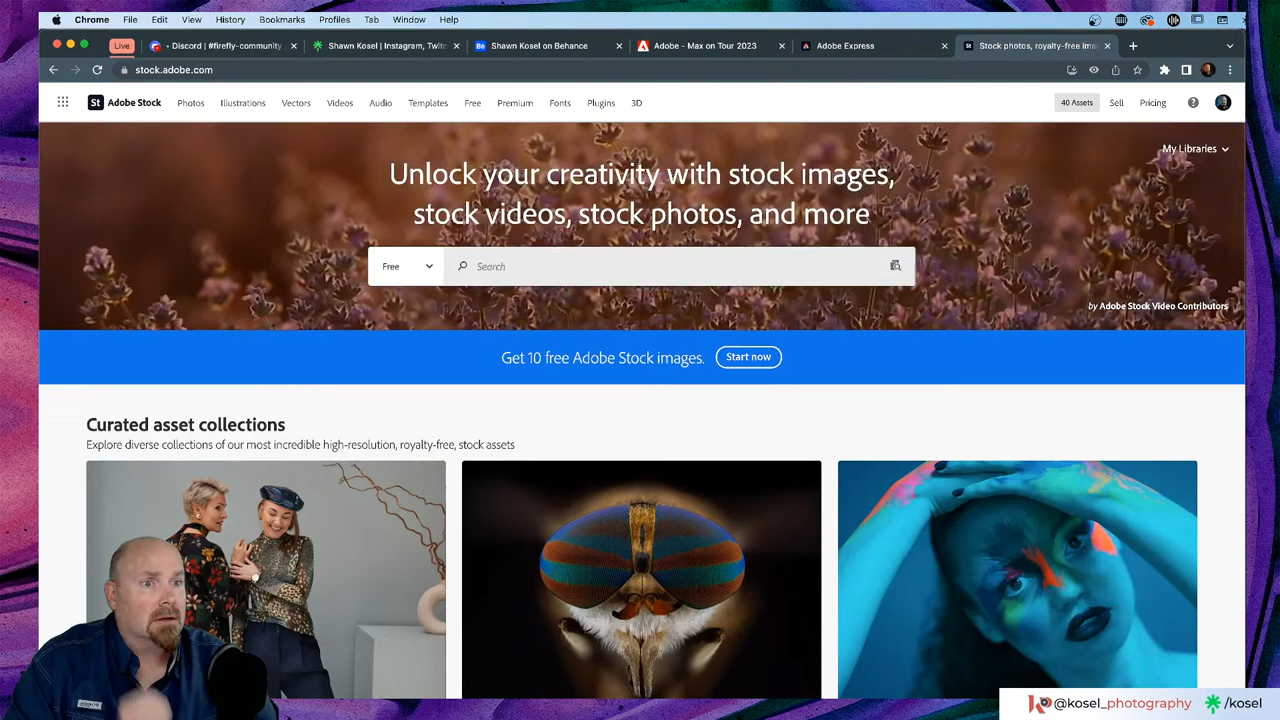 Chrome File Edit View History Bookmarks Profiles Tab Window Help
Live • Discord | #firefly-community Shawn Kosel | Instagram, Twitc Shawn Kosel on Behance Adobe - Max on Tour 2023 Adobe Express Stock photos, royalty-free ima
stock.adobe.com
St Adobe Stock Photos Illustrations Vectors Videos Audio Templates Free Premium Fonts Plugins 3D 40 Assets Sell Pricing
My Libraries
Unlock your creativity with stock images,
stock videos, stock photos, and more
Free Search
by Adobe Stock Video Contributors
Get 10 free Adobe Stock images. Start now
Curated asset collections
Explore diverse collections of our most incredible high-resolution, royalty-free, stock assets
@kosel_photography /kosel